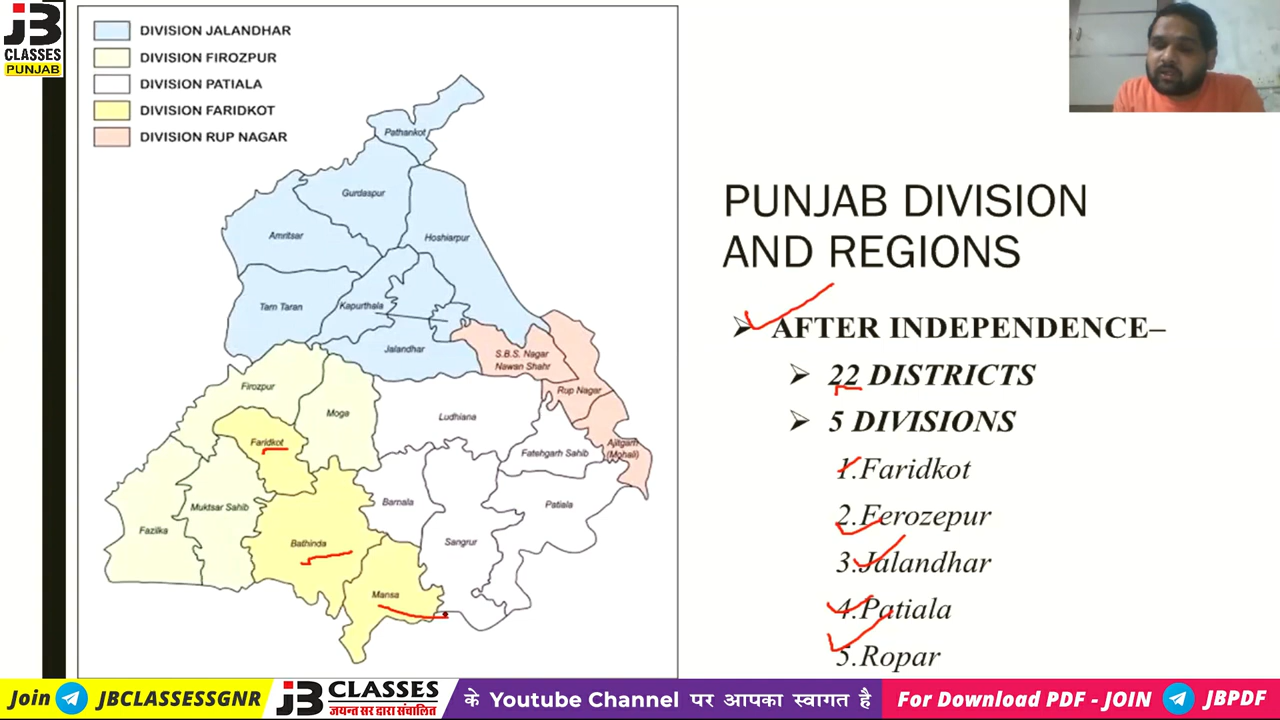 JB
CLASSES
PUNJAB
DIVISION JALANDHAR
DIVISION FIROZPUR
DIVISION PATIALA
DIVISION FARIDKOT
DIVISION RUP NAGAR
Pathankot
Gurdaspur
Amritsar
Hoshiarpur
Tarn Taran
Kapurthala
Jalandhar
S.B.S. Nagar
Nawan Shahr
Firozpur
Rup Nagar
Moga
Ludhiana
Faridkot
Ajitgarh
(Mohali)
Fatehgarh Sahib
Muktsar Sahib
Barnala
Patiala
Fazilka
Bathinda
Sangrur
Mansa
PUNJAB DIVISION
AND REGIONS
AFTER INDEPENDENCE–
22 DISTRICTS
5 DIVISIONS
1.Faridkot
2.Ferozepur
3.Jalandhar
4.Patiala
5.Ropar
Join JBCLASSESSGNR
JB CLASSES
जयन्त सर द्वारा संचालित
के Youtube Channel पर आपका स्वागत है
For Download PDF - JOIN JBPDF